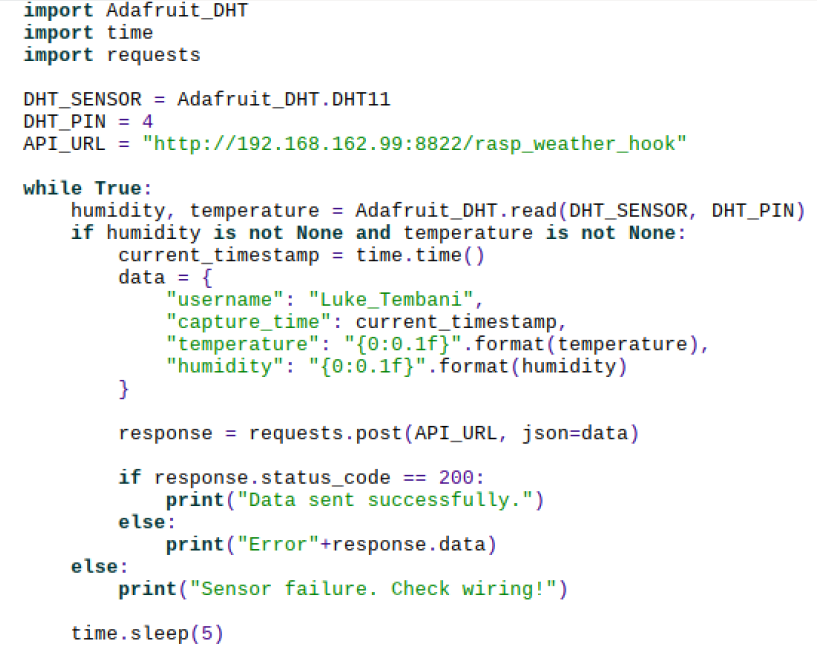 import Adafruit_DHT
import time
import requests
DHT_SENSOR = Adafruit_DHT.DHT11
DHT_PIN = 4
API_URL = "http://192.168.162.99:8822/rasp_weather_hook"
while True:
    humidity, temperature = Adafruit_DHT.read(DHT_SENSOR, DHT_PIN)
    if humidity is not None and temperature is not None:
        current_timestamp = time.time()
        data = {
            "username": "Luke_Tembani",
            "capture_time": current_timestamp,
            "temperature": "{0:0.1f}".format(temperature),
            "humidity": "{0:0.1f}".format(humidity)
        }
        response = requests.post(API_URL, json=data)
        if response.status_code == 200:
            print("Data sent successfully.")
        else:
            print("Error"+response.data)
    else:
        print("Sensor failure. Check wiring!")
    time.sleep(5)